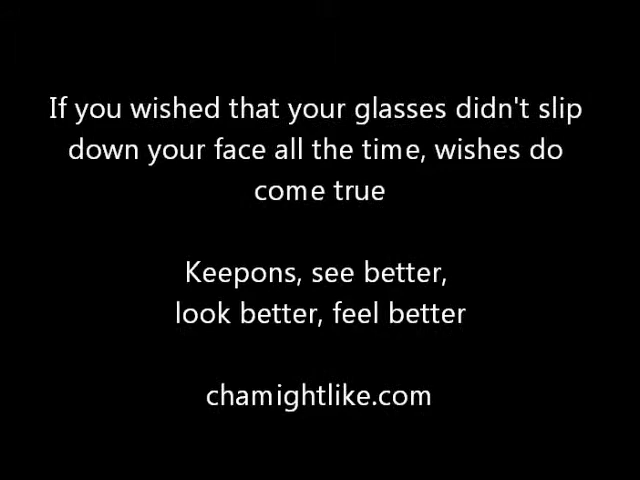 If you wished that your glasses didn't slip
down your face all the time, wishes do
come true
Keepons, see better,
look better, feel better
chamightlike.com